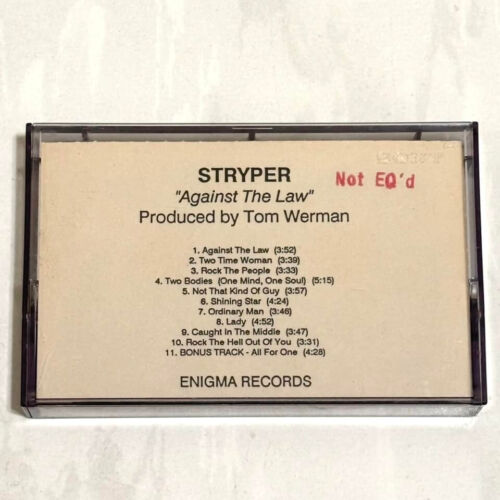 STRYPER
Not EQ'd
"Against The Law"
Produced by Tom Werman
1. Against The Law (3:52)
2. Two Time Woman (3:39)
3. Rock The People (3:33)
4. Two Bodies (One Mind, One Soul) (5:15)
5. Not That Kind Of Guy (3:57)
6. Shining Star (4:24)
7. Ordinary Man (3:46)
8. Lady (4:52)
9. Caught In The Middle (3:47)
10. Rock The Hell Out Of You (3:31)
11. BONUS TRACK - All For One (4:28)
ENIGMA RECORDS